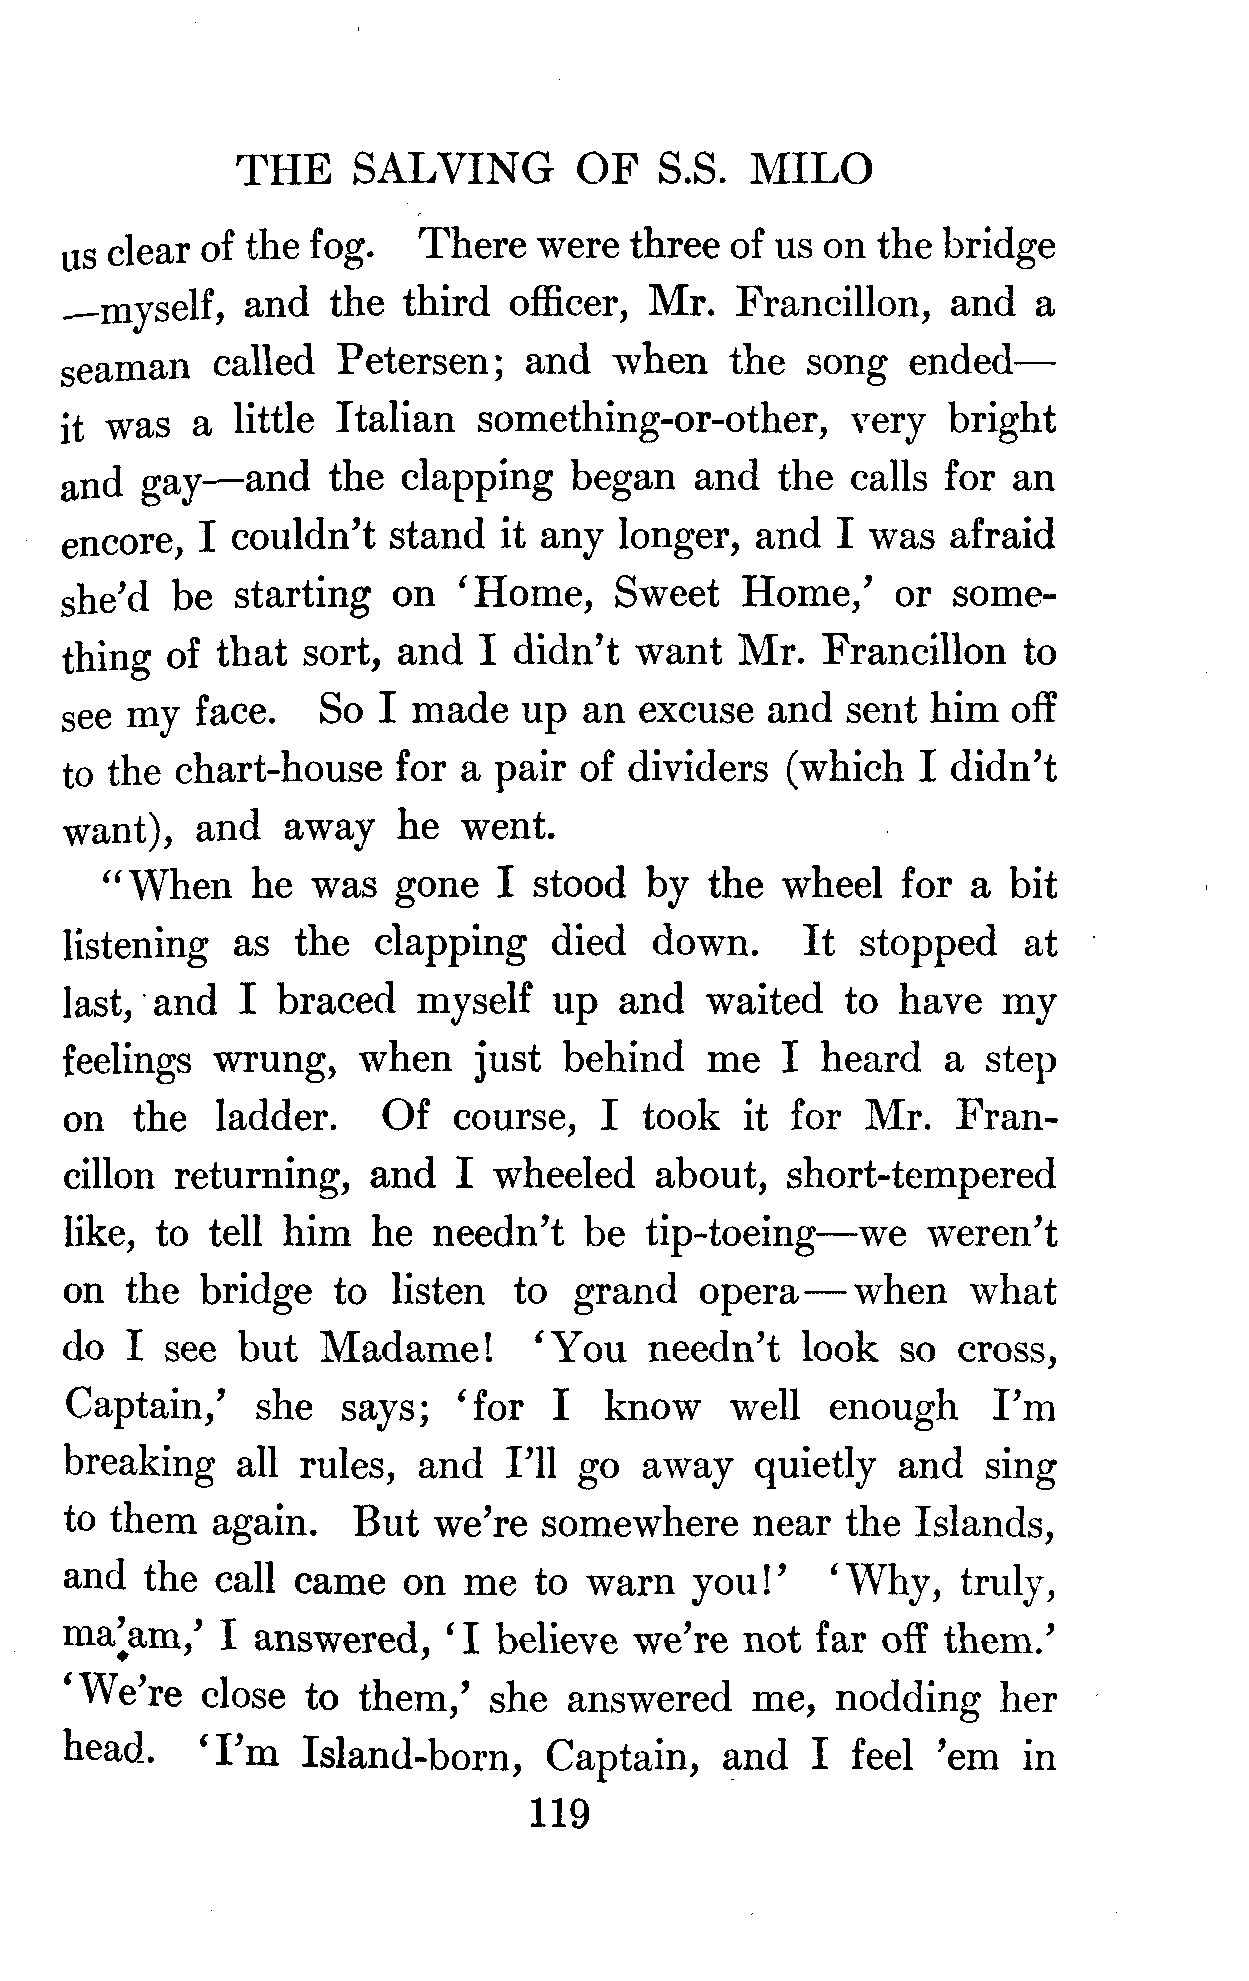 THE SALVING OF S.S. MILO
us clear of the fog. There were three of us on the bridge
—myself, and the third officer, Mr. Francillon, and a
seaman called Petersen; and when the song ended—
it was a little Italian something-or-other, very bright
and gay—and the clapping began and the calls for an
encore, I couldn't stand it any longer, and I was afraid
she'd be starting on 'Home, Sweet Home,' or some-
thing of that sort, and I didn't want Mr. Francillon to
see my face. So I made up an excuse and sent him off
to the chart-house for a pair of dividers (which I didn't
want), and away he went.
"When he was gone I stood by the wheel for a bit
listening as the clapping died down. It stopped at
last, and I braced myself up and waited to have my
feelings wrung, when just behind me I heard a step
on the ladder. Of course, I took it for Mr. Fran-
cillon returning, and I wheeled about, short-tempered
like, to tell him he needn't be tip-toeing—we weren't
on the bridge to listen to grand opera—when what
do I see but Madame! 'You needn't look so cross,
Captain,' she says; 'for I know well enough I'm
breaking all rules, and I'll go away quietly and sing
to them again. But we're somewhere near the Islands,
and the call came on me to warn you!' 'Why, truly,
ma'am,' I answered, 'I believe we're not far off them.'
'We're close to them,' she answered me, nodding her
head. 'I'm Island-born, Captain, and I feel 'em in
119